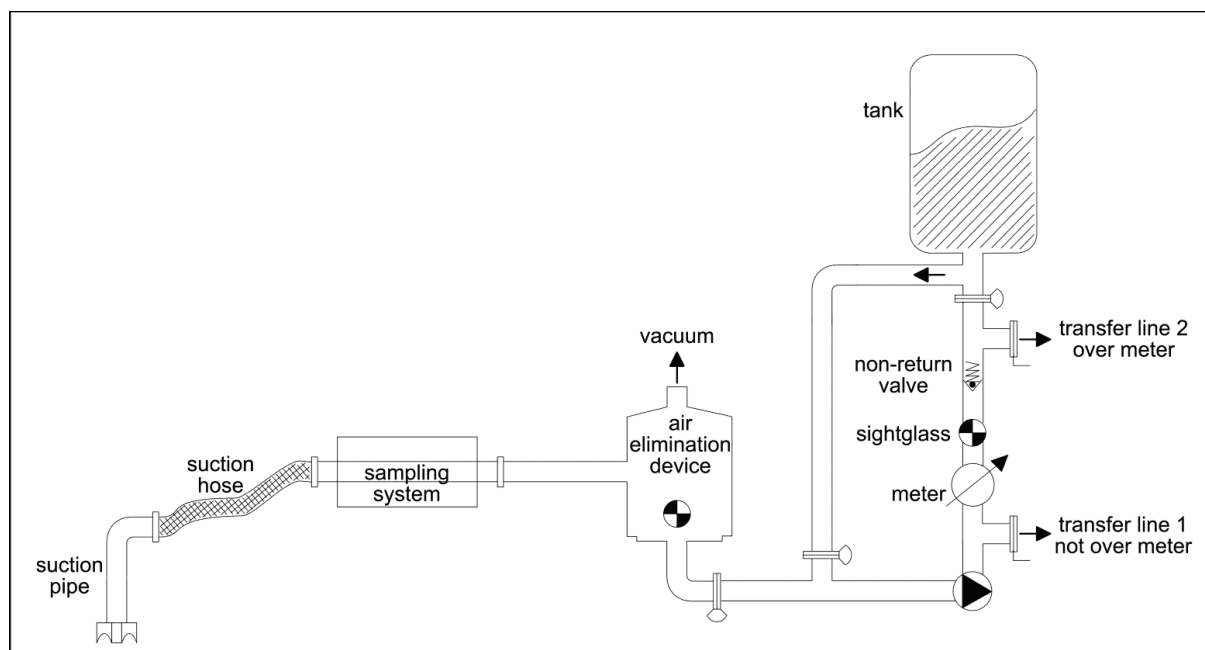 tank
transfer line 2
over meter
vacuum
non-return
valve
air
elimination
device
sightglass
suction
hose
sampling
system
meter
transfer line 1
not over meter
suction
pipe